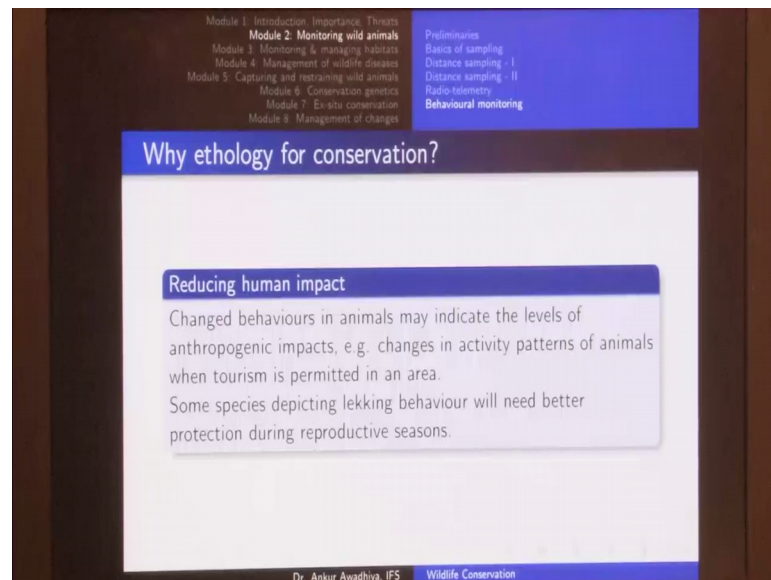 Module 1: Introduction, Importance, Threats
Module 2: Monitoring wild animals
Module 3: Monitoring & managing habitats
Module 4: Management of wildlife diseases
Module 5: Capturing and restraining wild animals
Module 6: Conservation genetics
Module 7: Ex-situ conservation
Module 8: Management of changes
Preliminaries
Basics of sampling
Distance sampling - I
Distance sampling - II
Radio-telemetry
Behavioural monitoring
Why ethology for conservation?
Reducing human impact
Changed behaviours in animals may indicate the levels of
anthropogenic impacts, e.g. changes in activity patterns of animals
when tourism is permitted in an area.
Some species depicting lekking behaviour will need better
protection during reproductive seasons.
Dr. Ankur Awadhiya, IFS
Wildlife Conservation